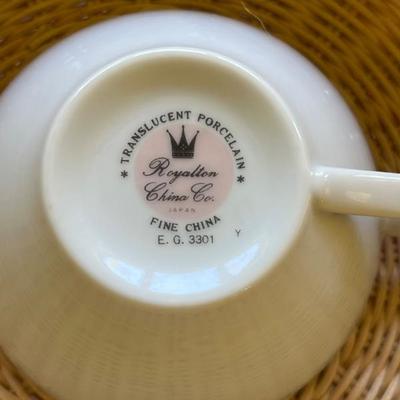 * TRANSLUCENT PORCELAIN *
Royalton
China Co.
JAPAN
FINE CHINA
E. G. 3301
Y